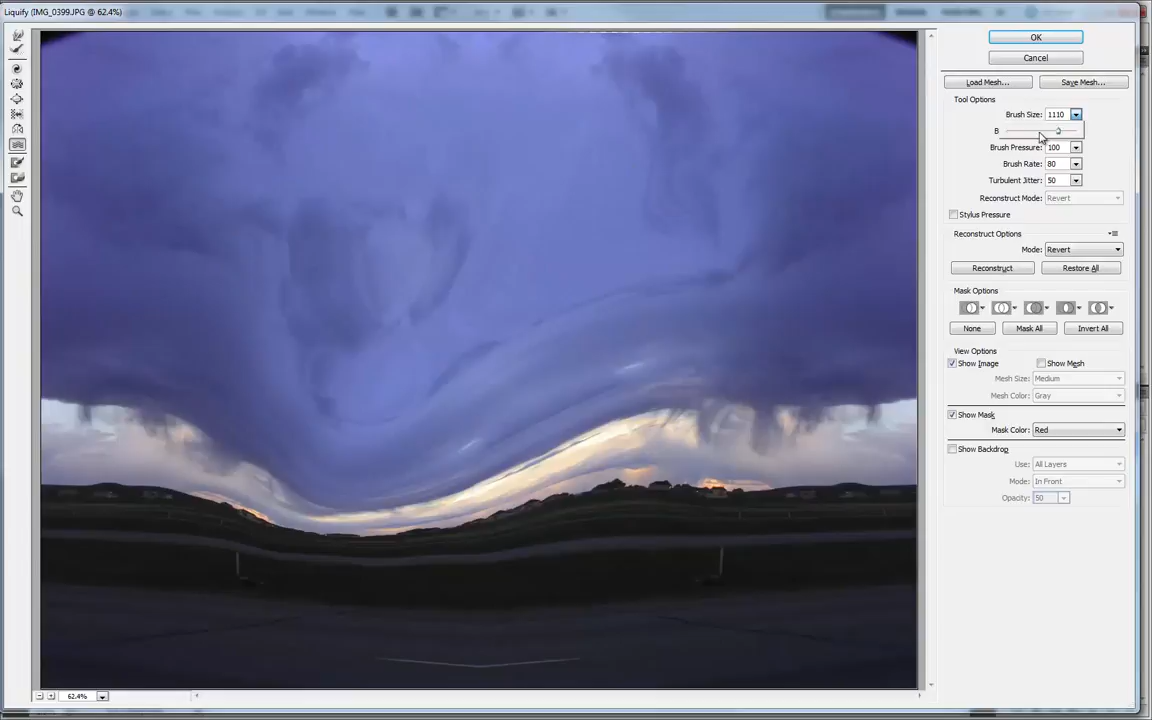 Liquify (IMG_0399.JPG @ 62.4%)
OK
Cancel
Load Mesh...
Save Mesh...
Tool Options
Brush Size: 1110
B
Brush Pressure: 100
Brush Rate: 80
Turbulent Jitter: 50
Reconstruct Mode: Revert
Stylus Pressure
Reconstruct Options
Mode: Revert
Reconstruct
Restore All
Mask Options
None
Mask All
Invert All
View Options
Show Image
Show Mesh
Mesh Size: Medium
Mesh Color: Gray
Show Mask
Mask Color: Red
Show Backdrop
Use: All Layers
Mode: In Front
Opacity: 50
62.4%